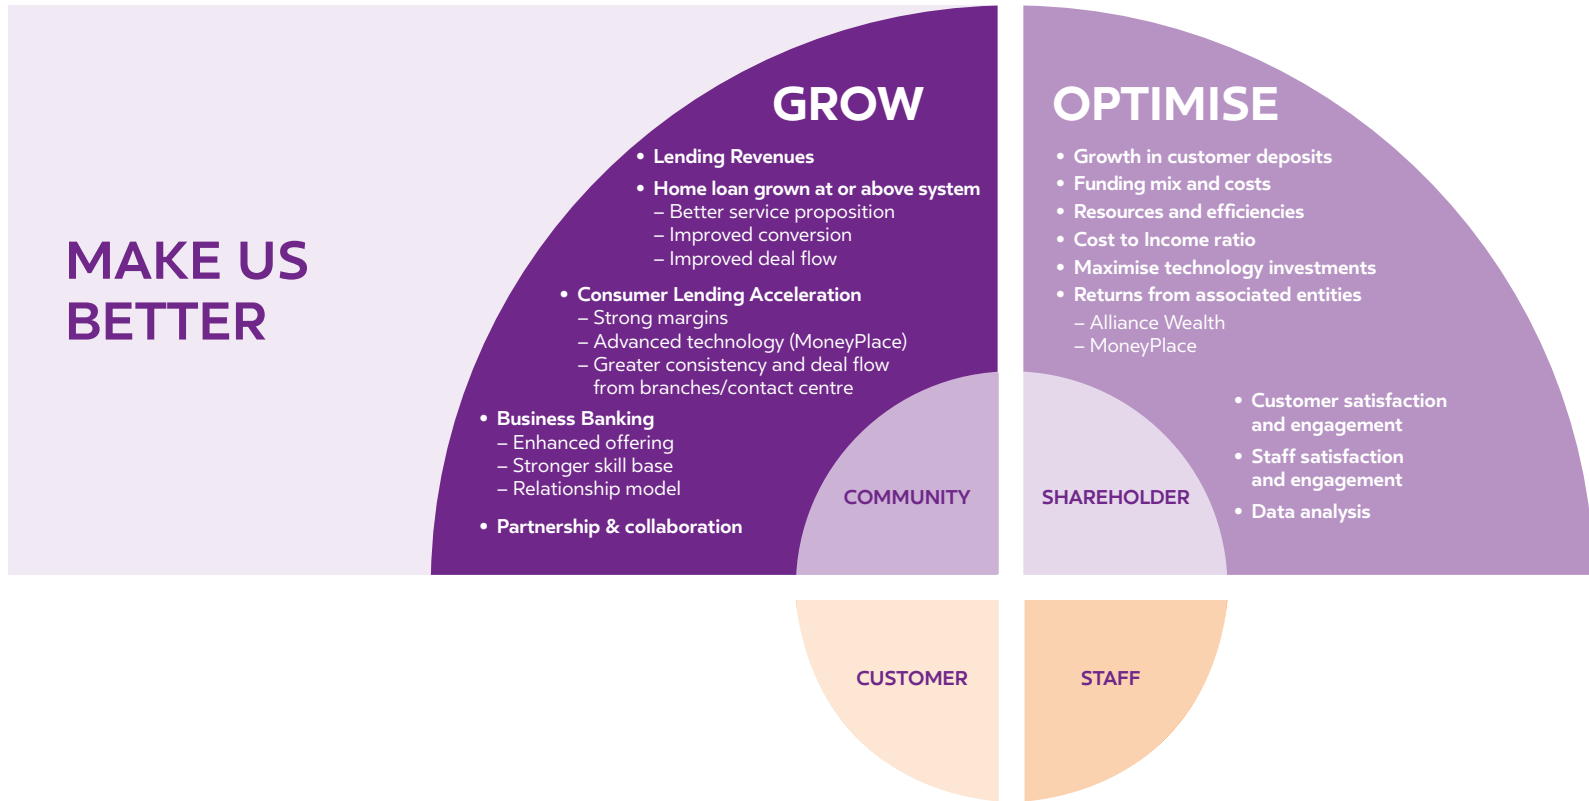 MAKE US
BETTER
GROW
• Lending Revenues
• Home loan grown at or above system
– Better service proposition
– Improved conversion
– Improved deal flow
• Consumer Lending Acceleration
– Strong margins
– Advanced technology (MoneyPlace)
– Greater consistency and deal flow
from branches/contact centre
• Business Banking
– Enhanced offering
– Stronger skill base
– Relationship model
• Partnership & collaboration
COMMUNITY
OPTIMISE
• Growth in customer deposits
• Funding mix and costs
• Resources and efficiencies
• Cost to Income ratio
• Maximise technology investments
• Returns from associated entities
– Alliance Wealth
– MoneyPlace
• Customer satisfaction
and engagement
• Staff satisfaction
and engagement
• Data analysis
SHAREHOLDER
CUSTOMER
STAFF